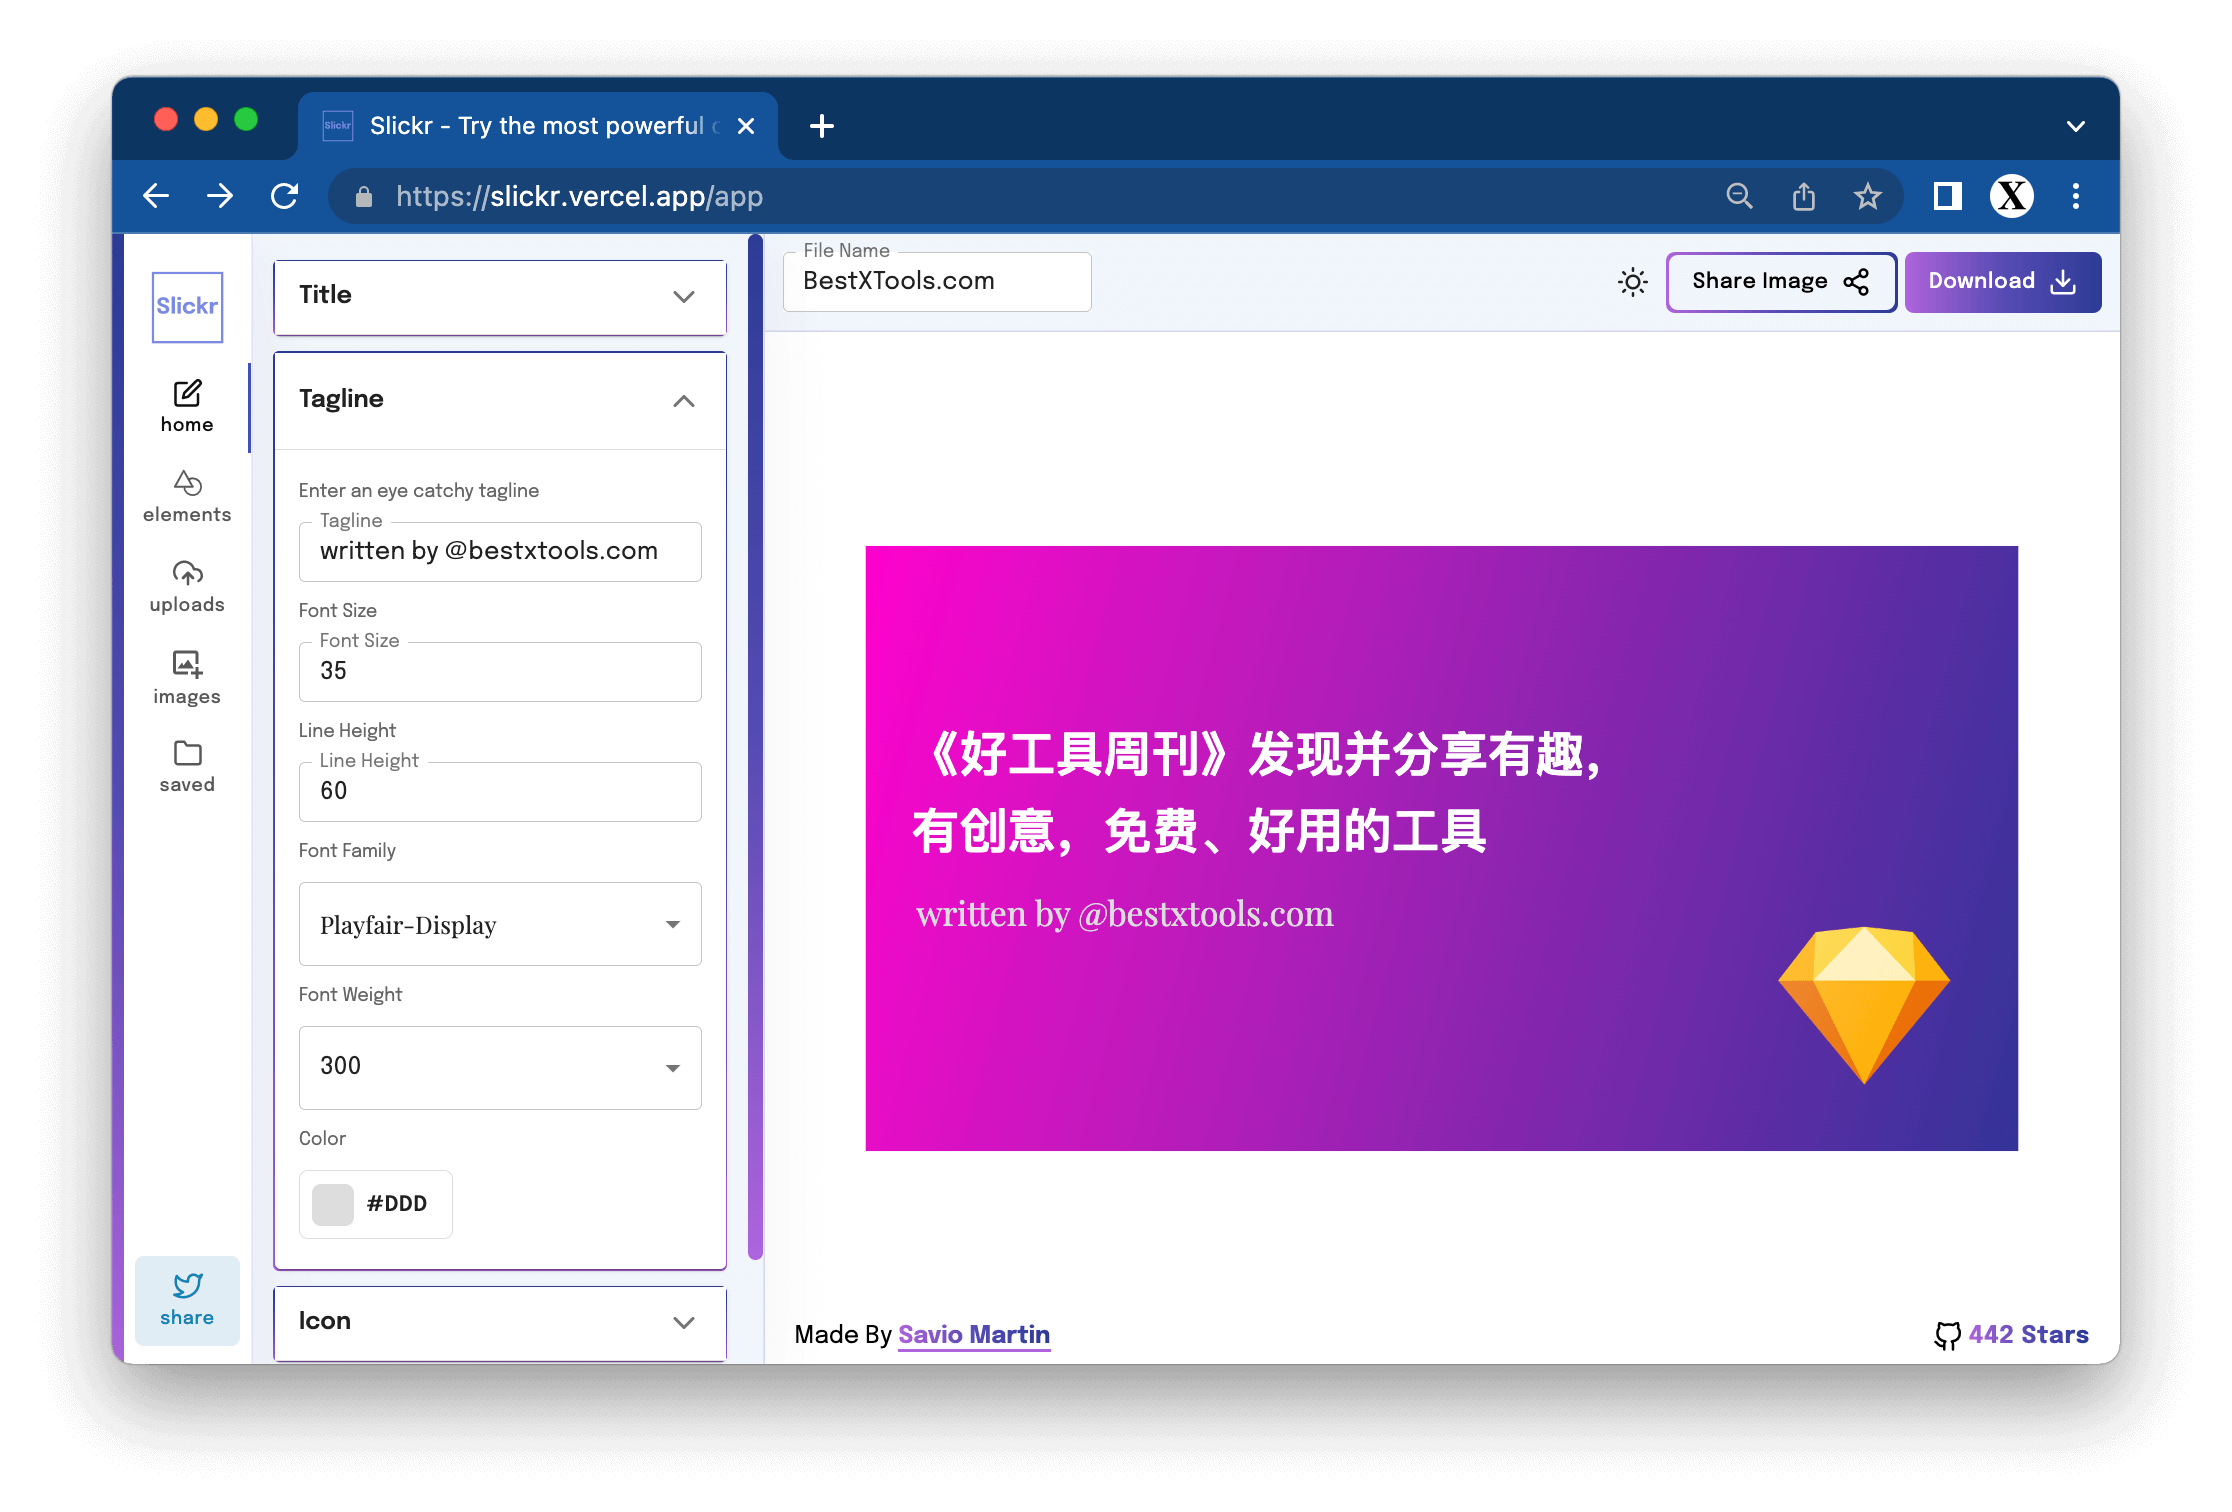 Slickr
Slickr - Try the most powerful
https://slickr.vercel.app/app
X
Slickr
home
elements
uploads
images
saved
share
Title
Tagline
Enter an eye catchy tagline
Tagline
written by @bestxtools.com
Font Size
Font Size
35
Line Height
Line Height
60
Font Family
Playfair-Display
Font Weight
300
Color
#DDD
Icon
File Name
BestXTools.com
Share Image
Download
《好工具周刊》发现并分享有趣，
有创意，免费、好用的工具
written by @bestxtools.com
Made By Savio Martin
442 Stars